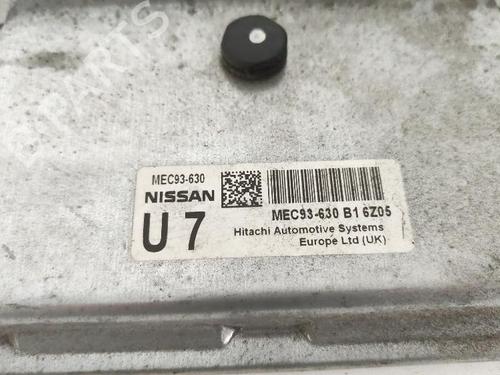 MEC93-630
NISSAN
U 7
MEC93-630 B1 6Z05
Hitachi Automotive Systems
Europe Ltd (UK)